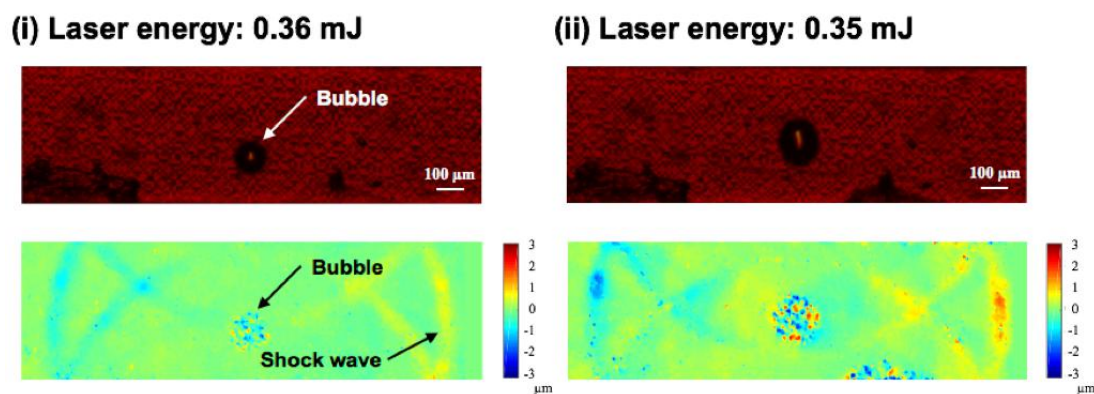 (i) Laser energy: 0.36 mJ
(ii) Laser energy: 0.35 mJ
Bubble
100 μm
100 μm
Bubble
Shock wave
3
2
1
0
-1
-2
-3
μm
3
2
1
0
-1
-2
-3
μm